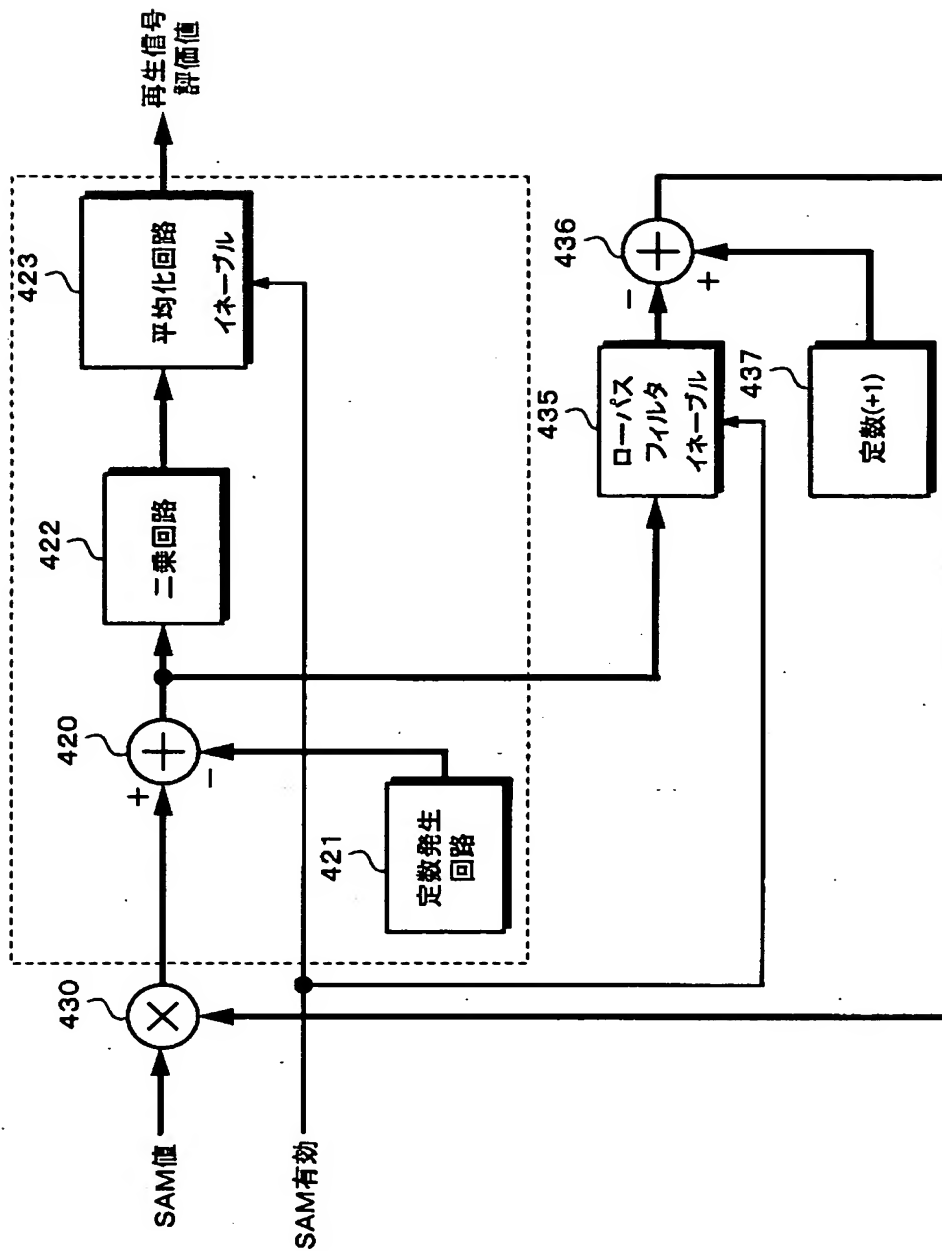 再生信号
評価値
423
平均化回路
イネーブル
422
二乗回路
420
+
-
421
定数発生
回路
430
SAM値
SAM有効
435
ローパス
フィルタ
イネーブル
436
-
+
437
定数(+1)